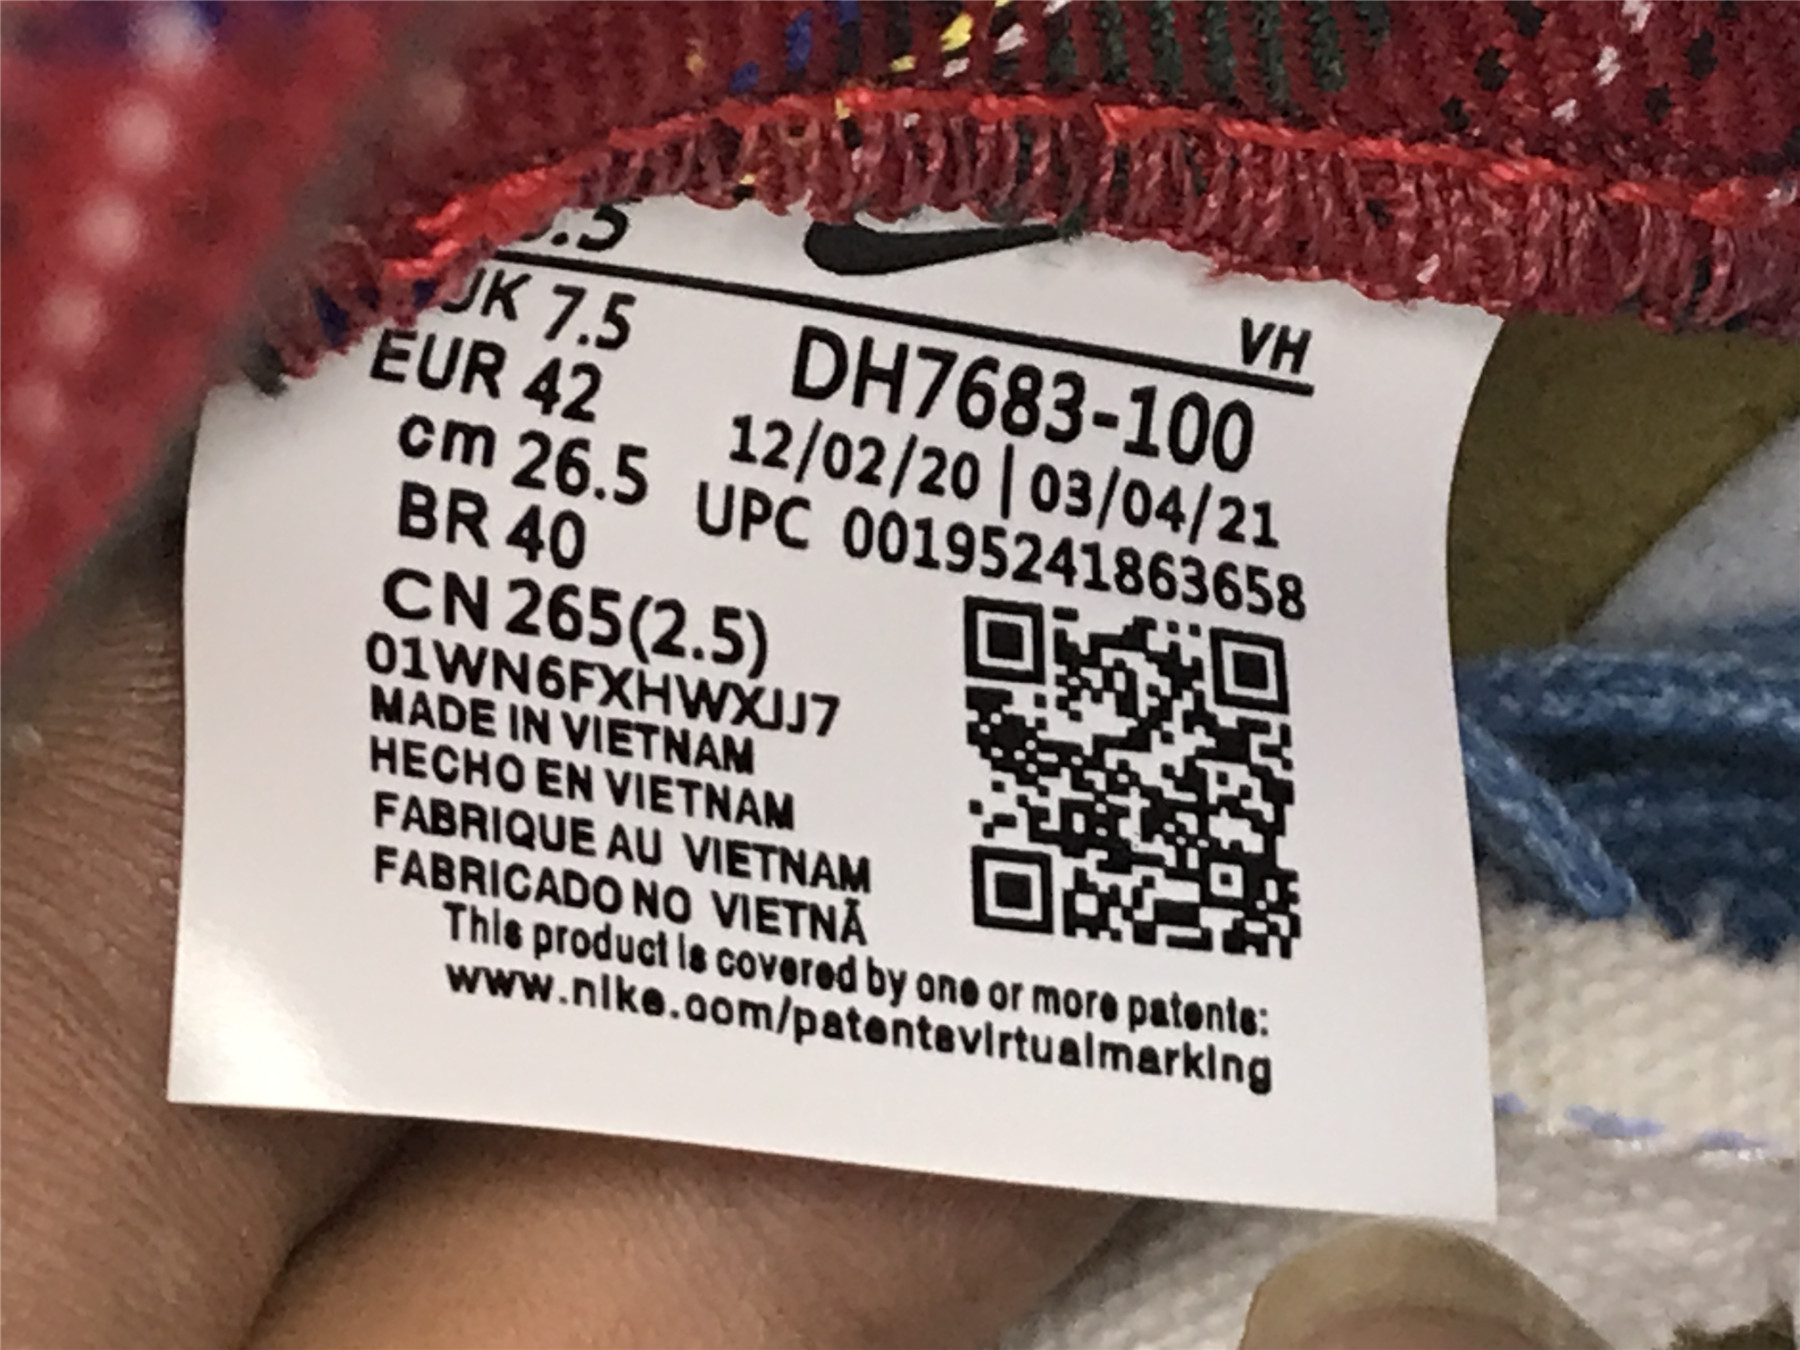 .5
UK 7.5
VH
EUR 42
DH7683-100
cm 26.5
12/02/20 | 03/04/21
BR 40
UPC 00195241863658
CN 265(2.5)
01WN6FXHWXJJ7
MADE IN VIETNAM
HECHO EN VIETNAM
FABRIQUE AU VIETNAM
FABRICADO NO VIETNÃ
This product is covered by one or more patents:
www.nike.com/patentsvirtualmarking